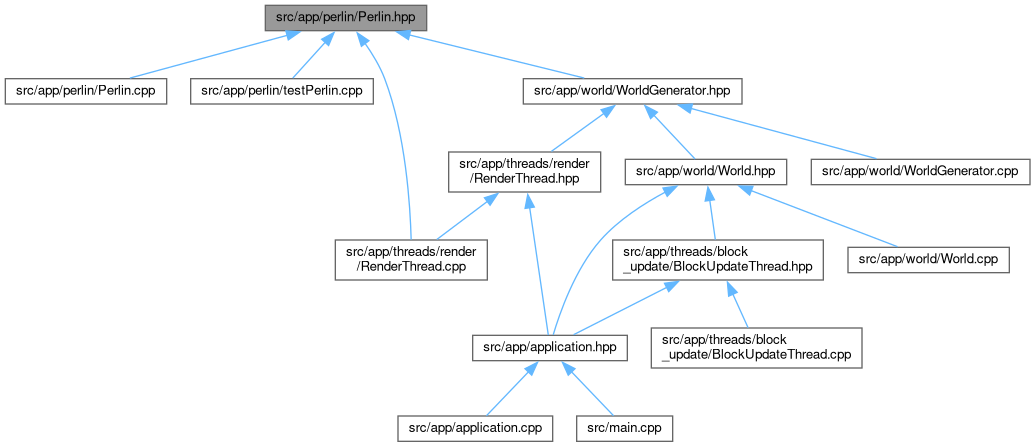 src/app/perlin/Perlin.hpp
src/app/perlin/Perlin.cpp
src/app/perlin/testPerlin.cpp
src/app/world/WorldGenerator.hpp
src/app/threads/render
/RenderThread.hpp
src/app/world/World.hpp
src/app/world/WorldGenerator.cpp
src/app/threads/render
/RenderThread.cpp
src/app/threads/block
_update/BlockUpdateThread.hpp
src/app/world/World.cpp
src/app/application.hpp
src/app/threads/block
_update/BlockUpdateThread.cpp
src/app/application.cpp
src/main.cpp